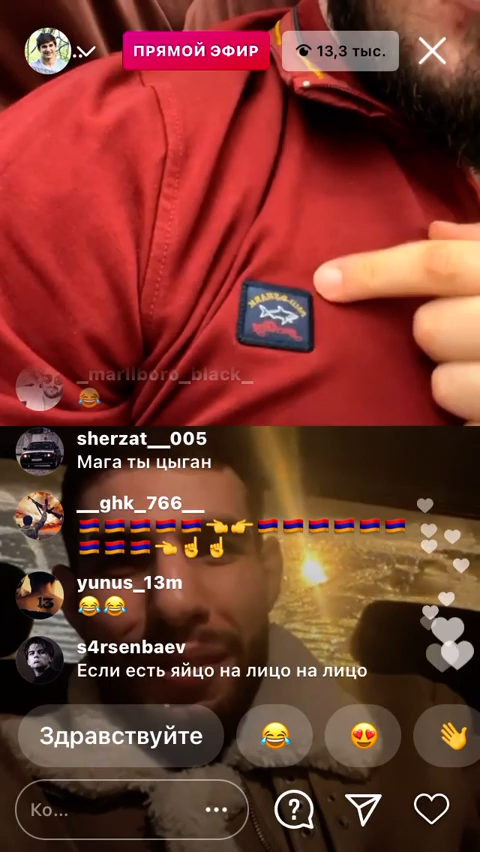 ПРЯМОЙ ЭФИР
13,3 тыс.
_marlboro_black_
😂
sherzat__005
Мага ты цыган
__ghk_766__
🇦🇲🇦🇲🇦🇲🇦🇲🇦🇲👈👉🇦🇲🇦🇲🇦🇲🇦🇲🇦🇲🇦🇲
🇦🇲🇦🇲🇦🇲👈☝️☝️
yunus_13m
😂😂
s4rsenbaev
Если есть яйцо на лицо на лицо
Здравствуйте 😂 😍 👋
Ко...